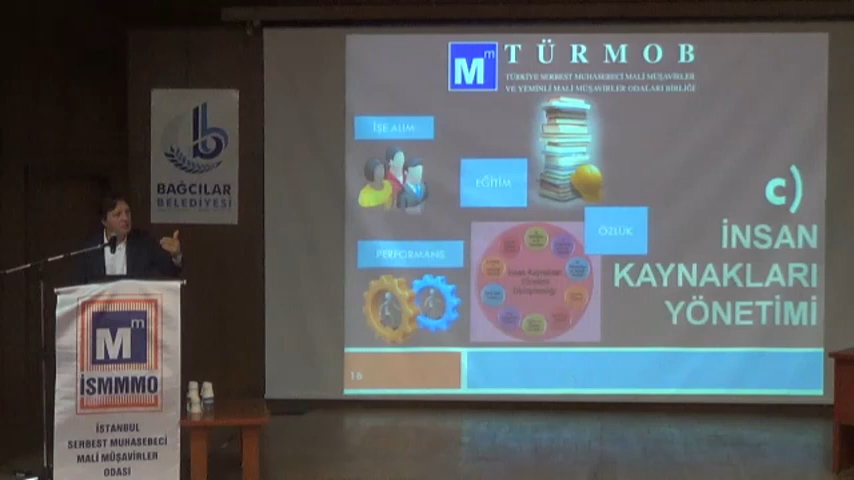 TÜRMOB
TÜRKİYE SERBEST MUHASEBECİ MALİ MÜŞAVİRLER
VE YEMİNLİ MALİ MÜŞAVİRLER ODALARI BİRLİĞİ
Mm
İŞE ALIM
EĞİTİM
ÖZLÜK
PERFORMANS
c)
İNSAN
KAYNAKLARI
YÖNETİMİ
16
BAĞCILAR
BELEDİYESİ
Mm
İSMMMO
İSTANBUL
SERBEST MUHASEBECİ
MALİ MÜŞAVİRLER
ODASI